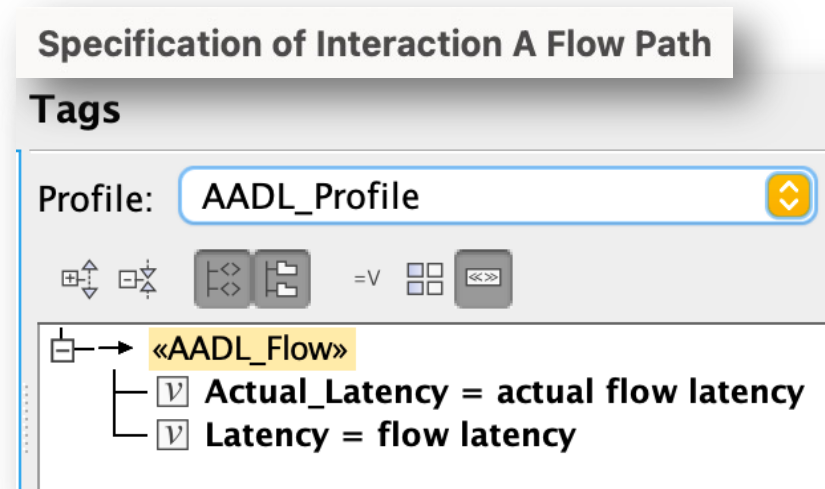 Specification of Interaction A Flow Path
Tags
Profile: AADL_Profile
=V
«»
«AADL_Flow»
V Actual_Latency = actual flow latency
V Latency = flow latency